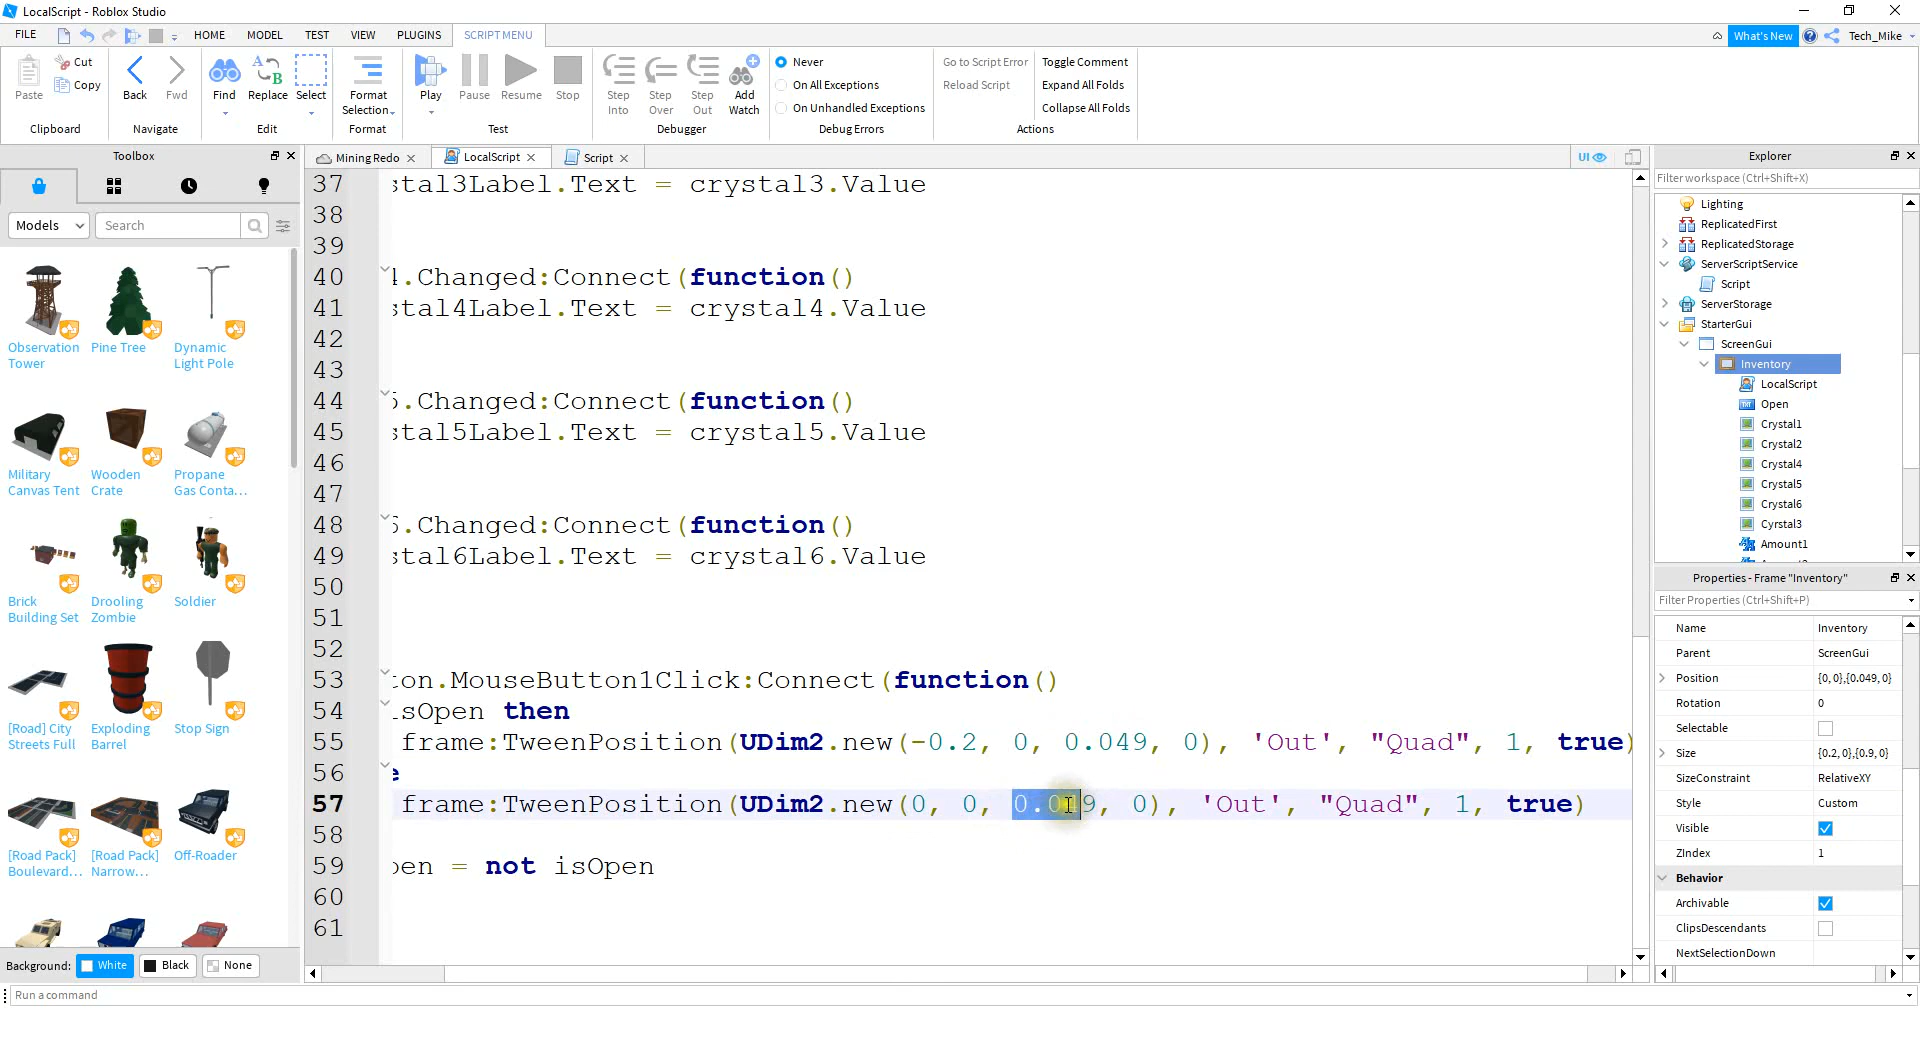 LocalScript - Roblox Studio
FILE HOME MODEL TEST VIEW PLUGINS SCRIPT MENU What's New Tech_Mike
Paste Cut Copy
Clipboard
Back Fwd
Navigate
Find Replace Select
Edit
Format Selection
Format
Play Pause Resume Stop
Test
Step Into Step Over Step Out Add Watch
Debugger
Never
On All Exceptions
On Unhandled Exceptions
Debug Errors
Go to Script Error
Reload Script
Toggle Comment
Expand All Folds
Collapse All Folds
Actions
Toolbox
Models Search
Observation Tower
Pine Tree
Dynamic Light Pole
Military Canvas Tent
Wooden Crate
Propane Gas Conta...
Brick Building Set
Drooling Zombie
Soldier
[Road] City Streets Full
Exploding Barrel
Stop Sign
[Road Pack] Boulevard...
[Road Pack] Narrow...
Off-Roader
Background: White Black None
Run a command
Mining Redo LocalScript Script UI
37 stal3Label.Text = crystal3.Value
38
39
40 4.Changed:Connect(function()
41 stal4Label.Text = crystal4.Value
42
43
44 5.Changed:Connect(function()
45 stal5Label.Text = crystal5.Value
46
47
48 6.Changed:Connect(function()
49 stal6Label.Text = crystal6.Value
50
51
52
53 ton.MouseButton1Click:Connect(function()
54 isOpen then
55 frame:TweenPosition(UDim2.new(-0.2, 0, 0.049, 0), 'Out', "Quad", 1, true)
56 e
57 frame:TweenPosition(UDim2.new(0, 0, 0.049, 0), 'Out', "Quad", 1, true)
58
59 pen = not isOpen
60
61
Explorer
Filter workspace (Ctrl+Shift+X)
Lighting
ReplicatedFirst
ReplicatedStorage
ServerScriptService
Script
ServerStorage
StarterGui
ScreenGui
Inventory
LocalScript
Open
Crystal1
Crystal2
Crystal4
Crystal5
Crystal6
Cyrstal3
Amount1
Properties - Frame "Inventory"
Filter Properties (Ctrl+Shift+P)
Name Inventory
Parent ScreenGui
Position {0, 0},{0.049, 0}
Rotation 0
Selectable
Size {0.2, 0},{0.9, 0}
SizeConstraint RelativeXY
Style Custom
Visible
ZIndex 1
Behavior
Archivable
ClipsDescendants
NextSelectionDown